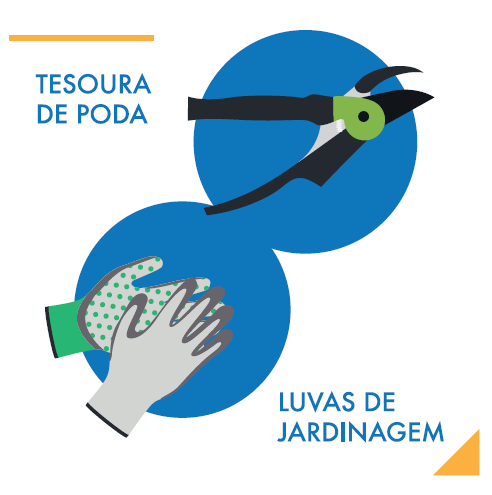 TESOURA
DE PODA
LUVAS DE
JARDINAGEM